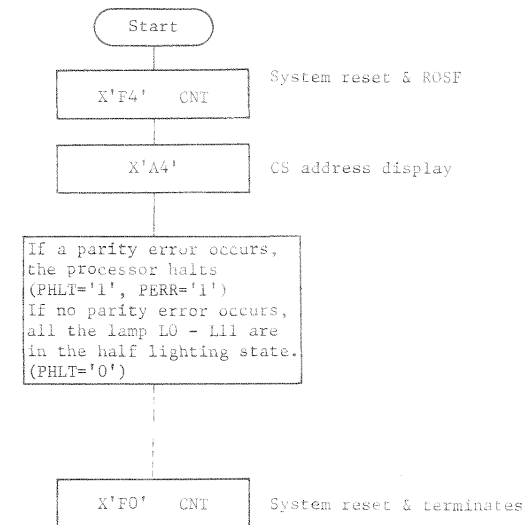 Start
System reset & ROSF
X'F4' CNT
X'A4'
CS address display
If a parity error occurs,
the processor halts
(PHLT='1', PERR='1')
If no parity error occurs,
all the lamp L0 - L11 are
in the half lighting state.
(PHLT='0')
X'F0' CNT
System reset & terminates